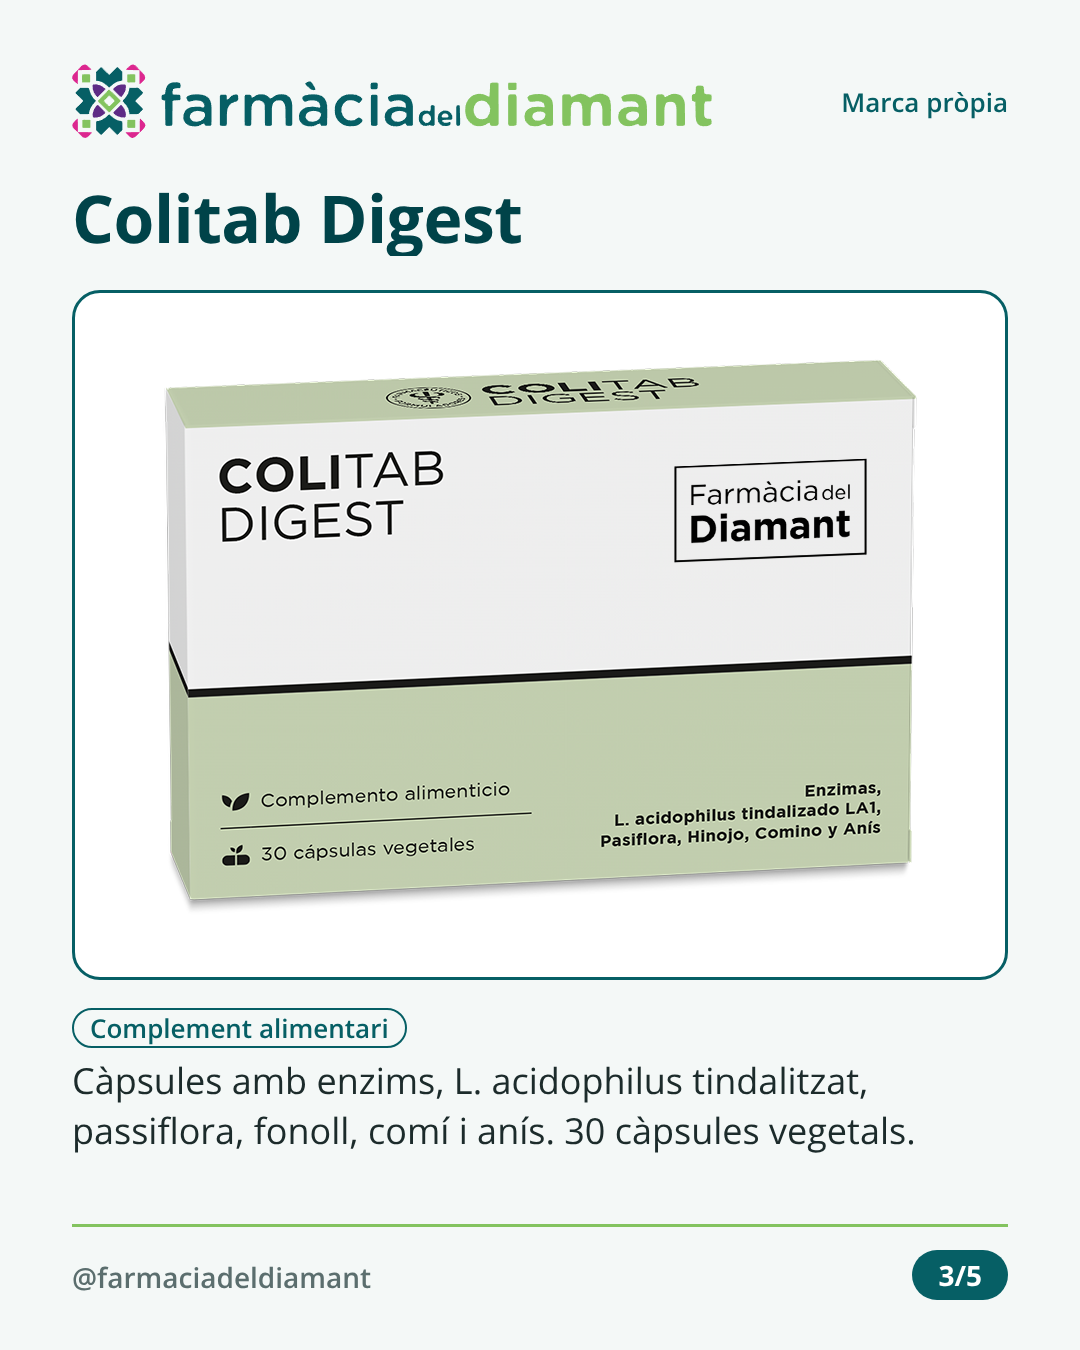 farmàciadeldiamant
Marca pròpia
Colitab Digest
COLITAB
DIGEST
COLITAB
DIGEST
Farmàcia del
Diamant
Complemento alimenticio
30 cápsulas vegetales
Enzimas,
L. acidophilus tindalizado LA1,
Pasiflora, Hinojo, Comino y Anís
Complement alimentari
Càpsules amb enzims, L. acidophilus tindalitzat,
passiflora, fonoll, comí i anís. 30 càpsules vegetals.
@farmaciadeldiamant
3/5